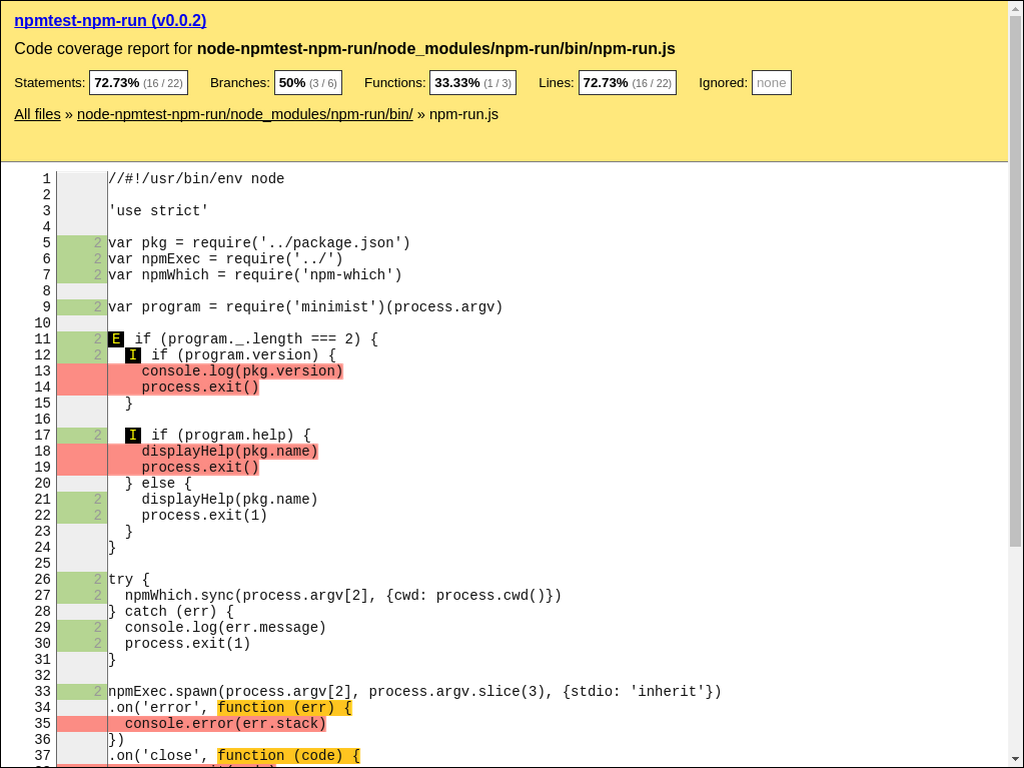 npmtest-npm-run (v0.0.2)
Code coverage report for node-npmtest-npm-run/node_modules/npm-run/bin/npm-run.js
Statements: 72.73% (16 / 22) Branches: 50% (3 / 6) Functions: 33.33% (1 / 3) Lines: 72.73% (16 / 22) Ignored: none
All files » node-npmtest-npm-run/node_modules/npm-run/bin/ » npm-run.js
1 //#!/usr/bin/env node
2
3 'use strict'
4
5 2 var pkg = require('../package.json')
6 2 var npmExec = require('../')
7 2 var npmWhich = require('npm-which')
8
9 2 var program = require('minimist')(process.argv)
10
11 2 E if (program._.length === 2) {
12 2 I if (program.version) {
13 console.log(pkg.version)
14 process.exit()
15 }
16
17 2 I if (program.help) {
18 displayHelp(pkg.name)
19 process.exit()
20 } else {
21 2 displayHelp(pkg.name)
22 2 process.exit(1)
23 }
24 }
25
26 2 try {
27 2 npmWhich.sync(process.argv[2], {cwd: process.cwd()})
28 } catch (err) {
29 2 console.log(err.message)
30 2 process.exit(1)
31 }
32
33 2 npmExec.spawn(process.argv[2], process.argv.slice(3), {stdio: 'inherit'})
34 .on('error', function (err) {
35 console.error(err.stack)
36 })
37 .on('close', function (code) {